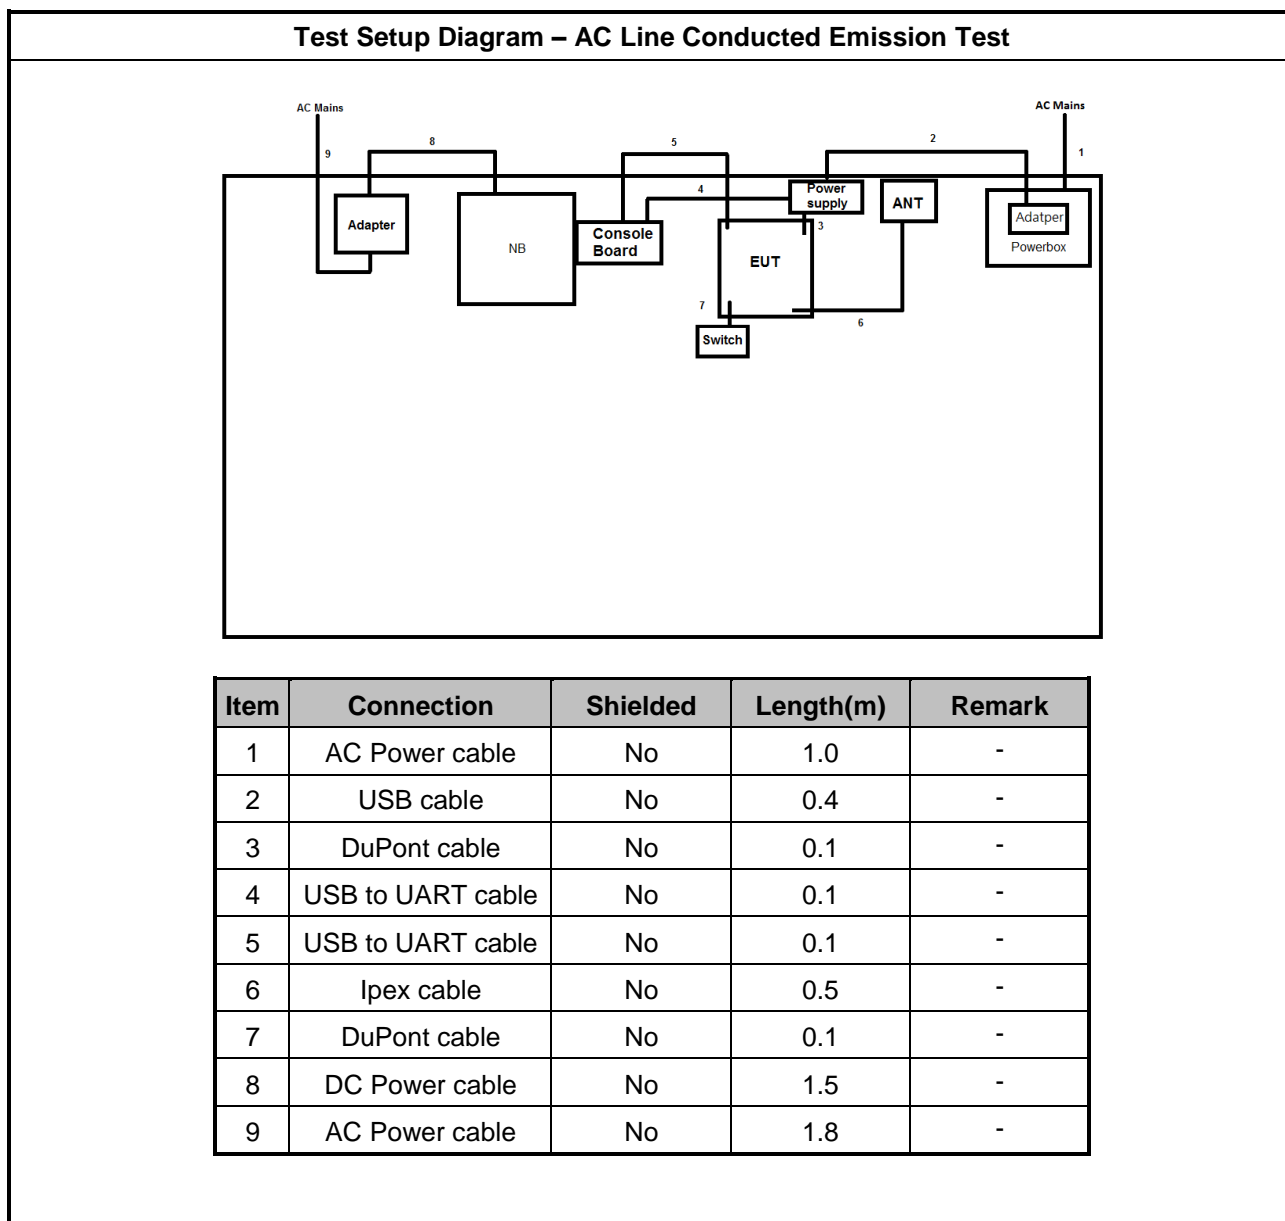 Test Setup Diagram – AC Line Conducted Emission Test
AC Mains
AC Mains
9
8
5
2
1
4
Adapter
NB
Console
Board
Power
supply
3
ANT
Adatper
Powerbox
EUT
7
6
Switch
Item Connection Shielded Length(m) Remark
1 AC Power cable No 1.0 -
2 USB cable No 0.4 -
3 DuPont cable No 0.1 -
4 USB to UART cable No 0.1 -
5 USB to UART cable No 0.1 -
6 Ipex cable No 0.5 -
7 DuPont cable No 0.1 -
8 DC Power cable No 1.5 -
9 AC Power cable No 1.8 -